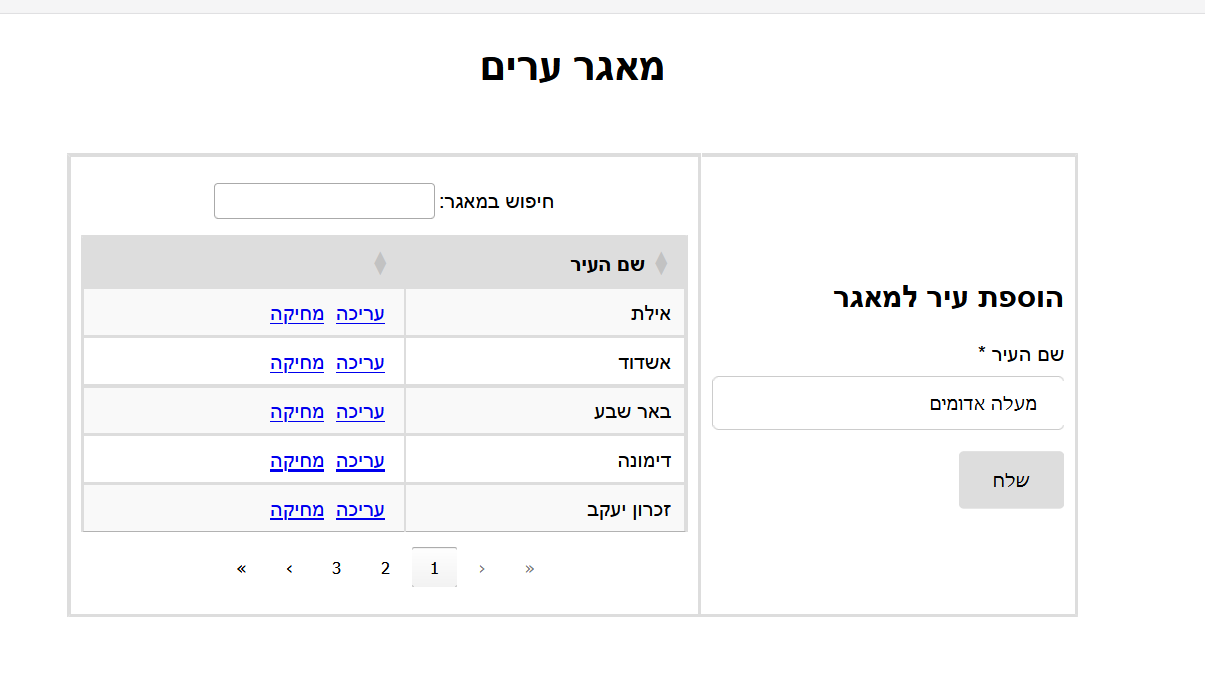 מאגר ערים
הוספת עיר למאגר
שם העיר *
מעלה אדומים
שלח
חיפוש במאגר:
שם העיר
אילת עריכה מחיקה
אשדוד עריכה מחיקה
באר שבע עריכה מחיקה
דימונה עריכה מחיקה
זכרון יעקב עריכה מחיקה
« ‹ 1 2 3 › »